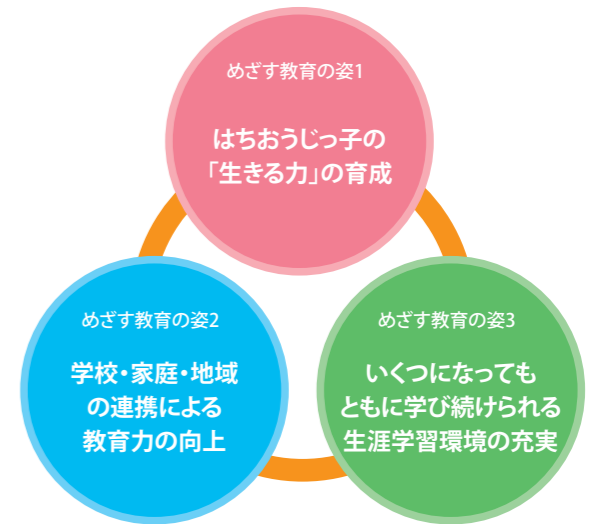 めざす教育の姿1
はちおうじっ子の
「生きる力」の育成
めざす教育の姿2
学校・家庭・地域
の連携による
教育力の向上
めざす教育の姿3
いくつになっても
ともに学び続けられる
生涯学習環境の充実